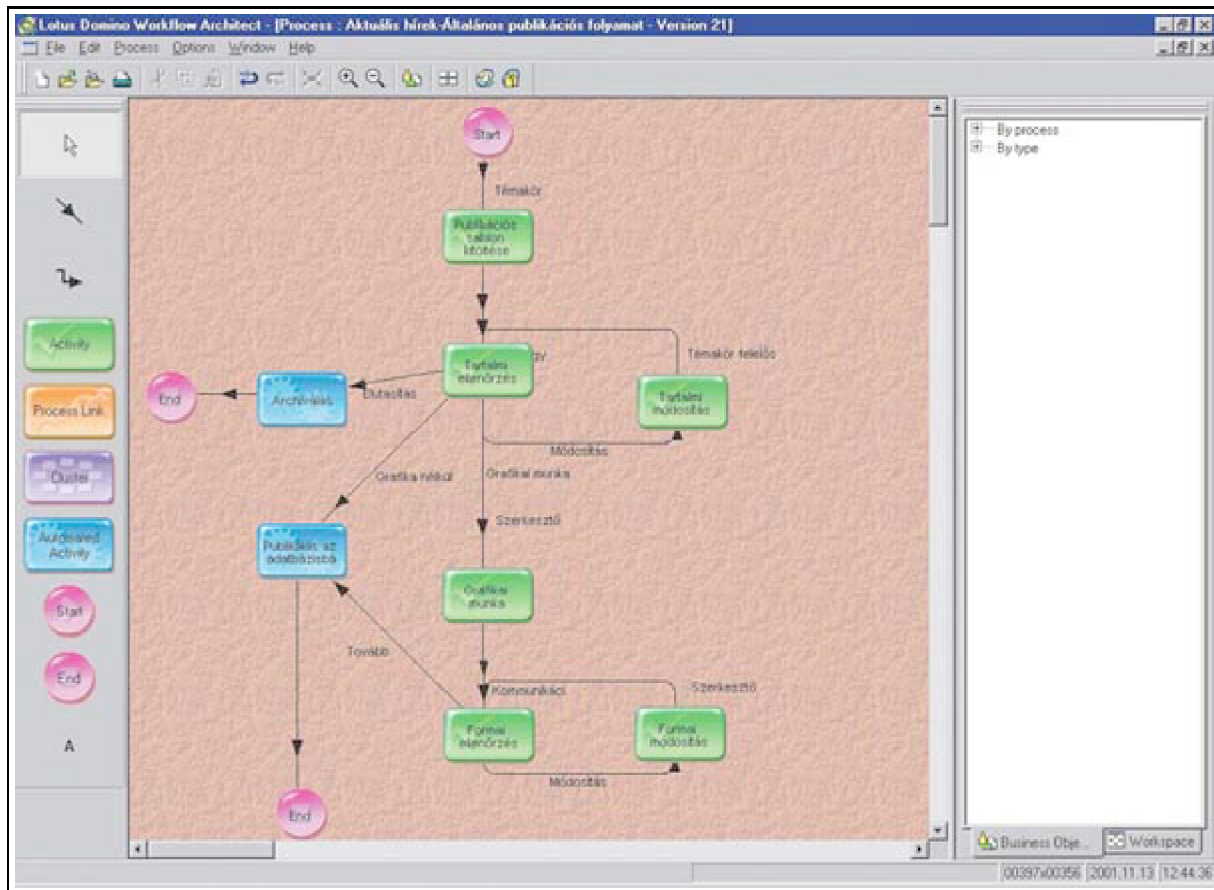 Lotus Domino Workflow Architect - [Process : Aktuális hírek-Általános publikációs folyamat - Version 21]
File Edit Process Options Window Help
Activity
Process Link
Cluster
Automated
Activity
Start
End
A
Start
Témakör
Publikációs
sablon
kitöltése
Tartalmi
ellenőrzés
gy
Témakör felelős
Tartalmi
módosítás
Módosítás
Elutasítás
Archiválás
End
Grafika nélkül
Grafikai munka
Szerkesztő
Publikálás az
adatbázisba
Grafikai
munka
Tovább
Kommunikáci
Szerkesztő
Formai
ellenőrzés
Formai
módosítás
Módosítás
End
By process
By type
Business Obje...
Workspace
00397x00356 2001.11.13 12:44:36